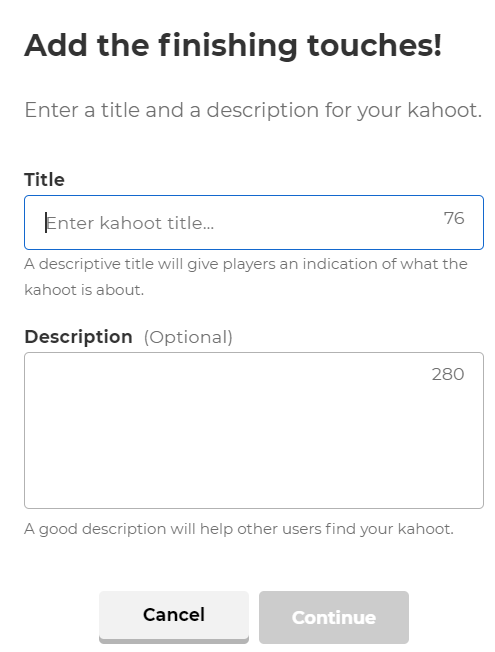 Add the finishing touches!
Enter a title and a description for your kahoot.
Title
Enter kahoot title...
76
A descriptive title will give players an indication of what the
kahoot is about.
Description (Optional)
280
A good description will help other users find your kahoot.
Cancel
Continue